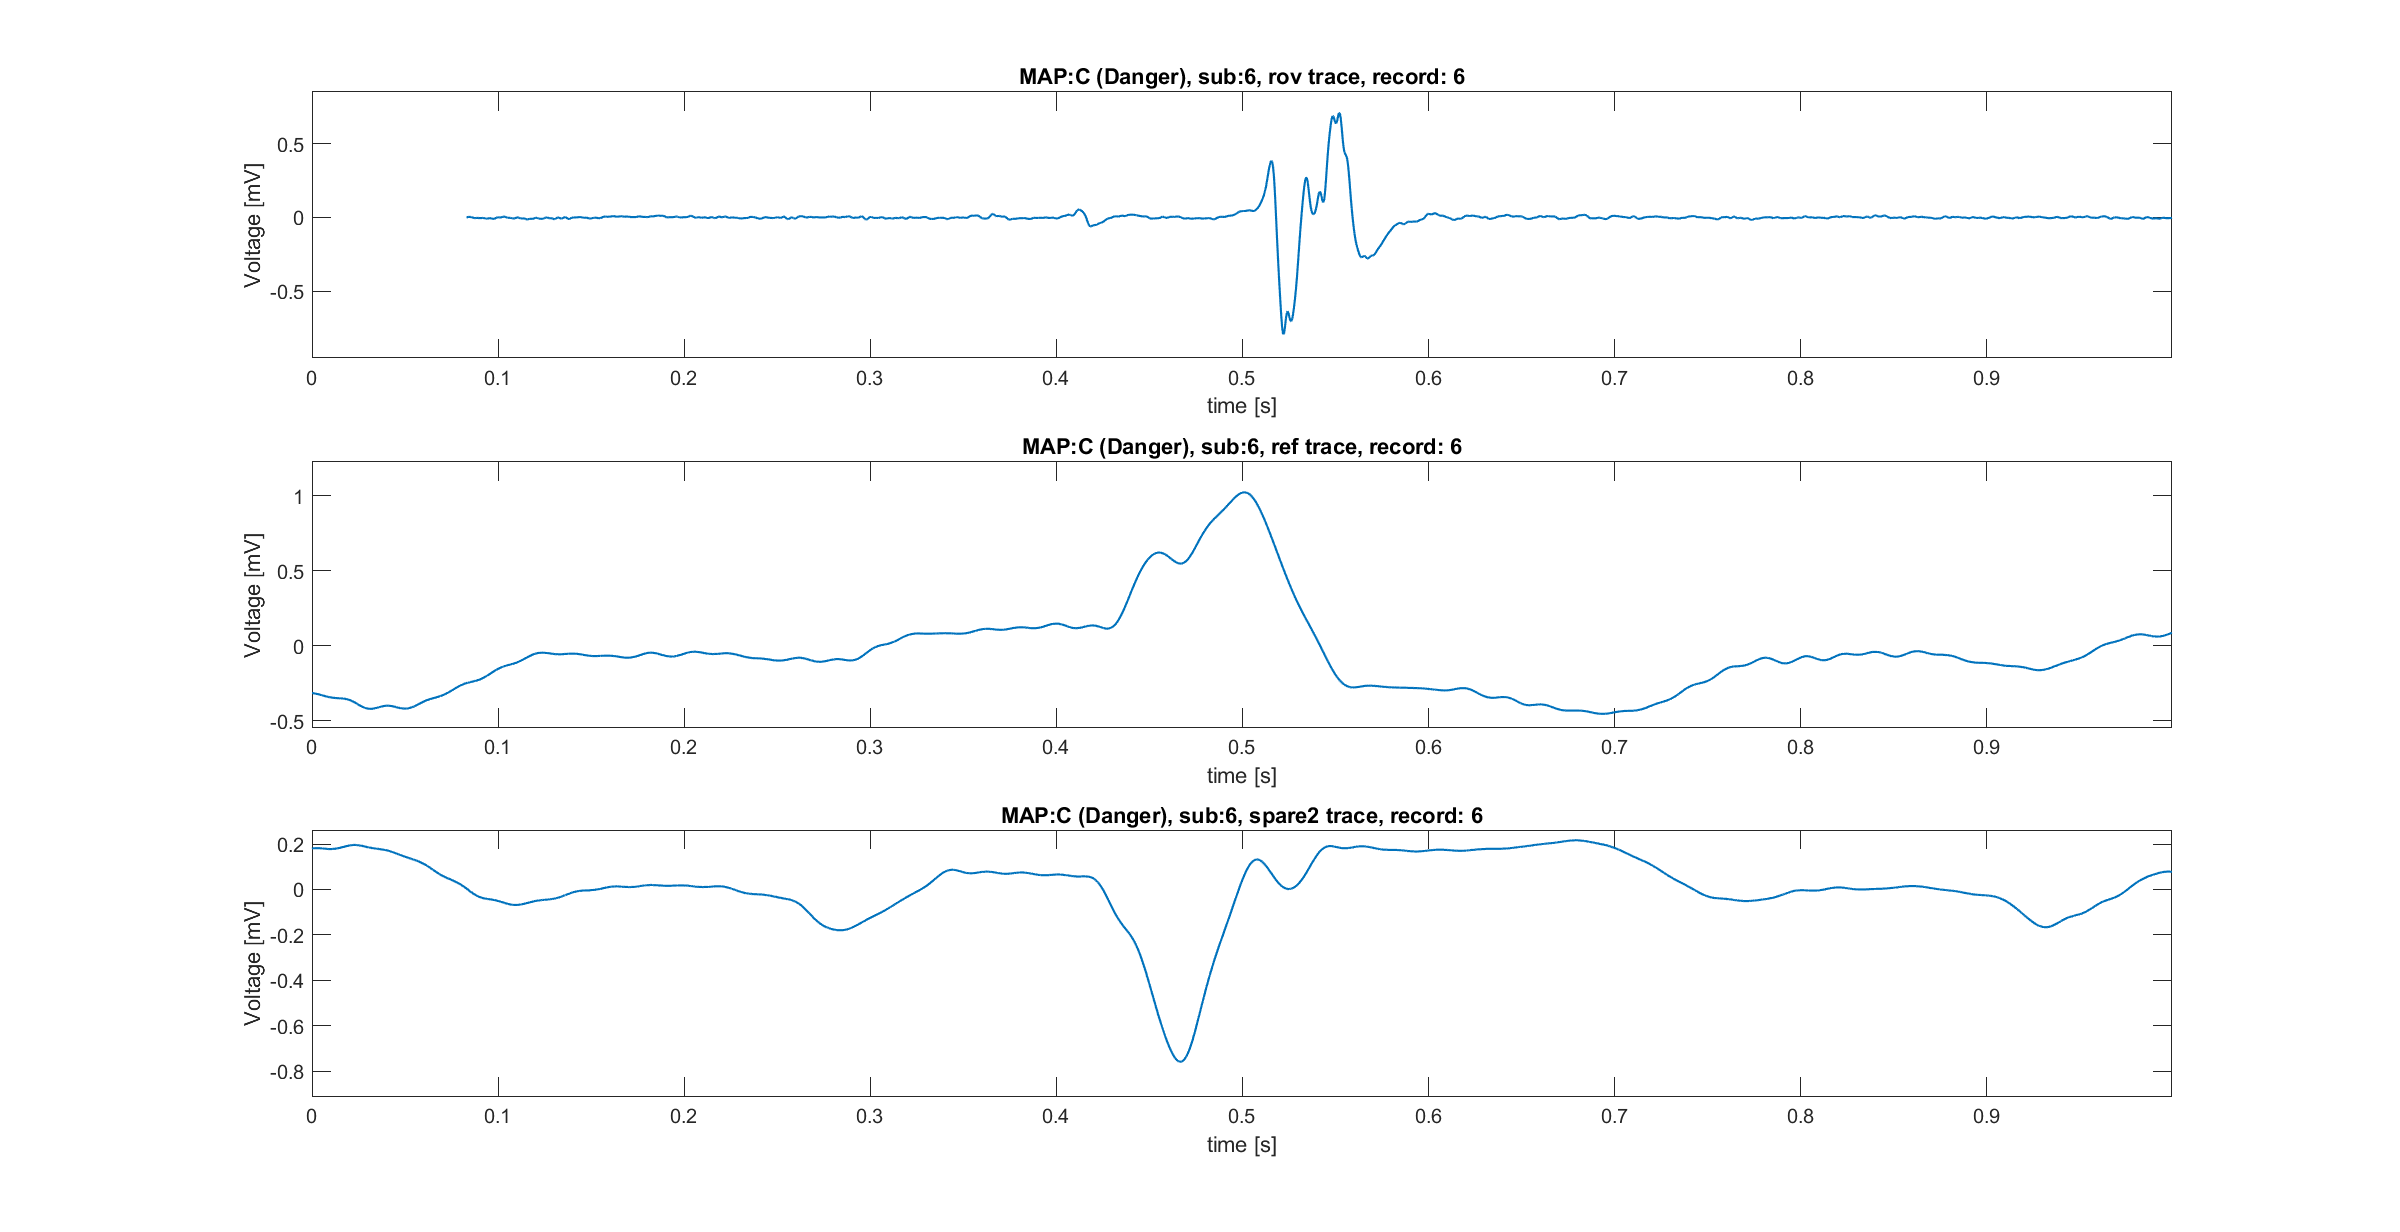 MAP:C (Danger), sub:6, rov trace, record: 6
0.5
0
-0.5
Voltage [mV]
0 0.1 0.2 0.3 0.4 0.5 0.6 0.7 0.8 0.9
time [s]
MAP:C (Danger), sub:6, ref trace, record: 6
1
0.5
0
-0.5
Voltage [mV]
0 0.1 0.2 0.3 0.4 0.5 0.6 0.7 0.8 0.9
time [s]
MAP:C (Danger), sub:6, spare2 trace, record: 6
0.2
0
-0.2
-0.4
-0.6
-0.8
Voltage [mV]
0 0.1 0.2 0.3 0.4 0.5 0.6 0.7 0.8 0.9
time [s]